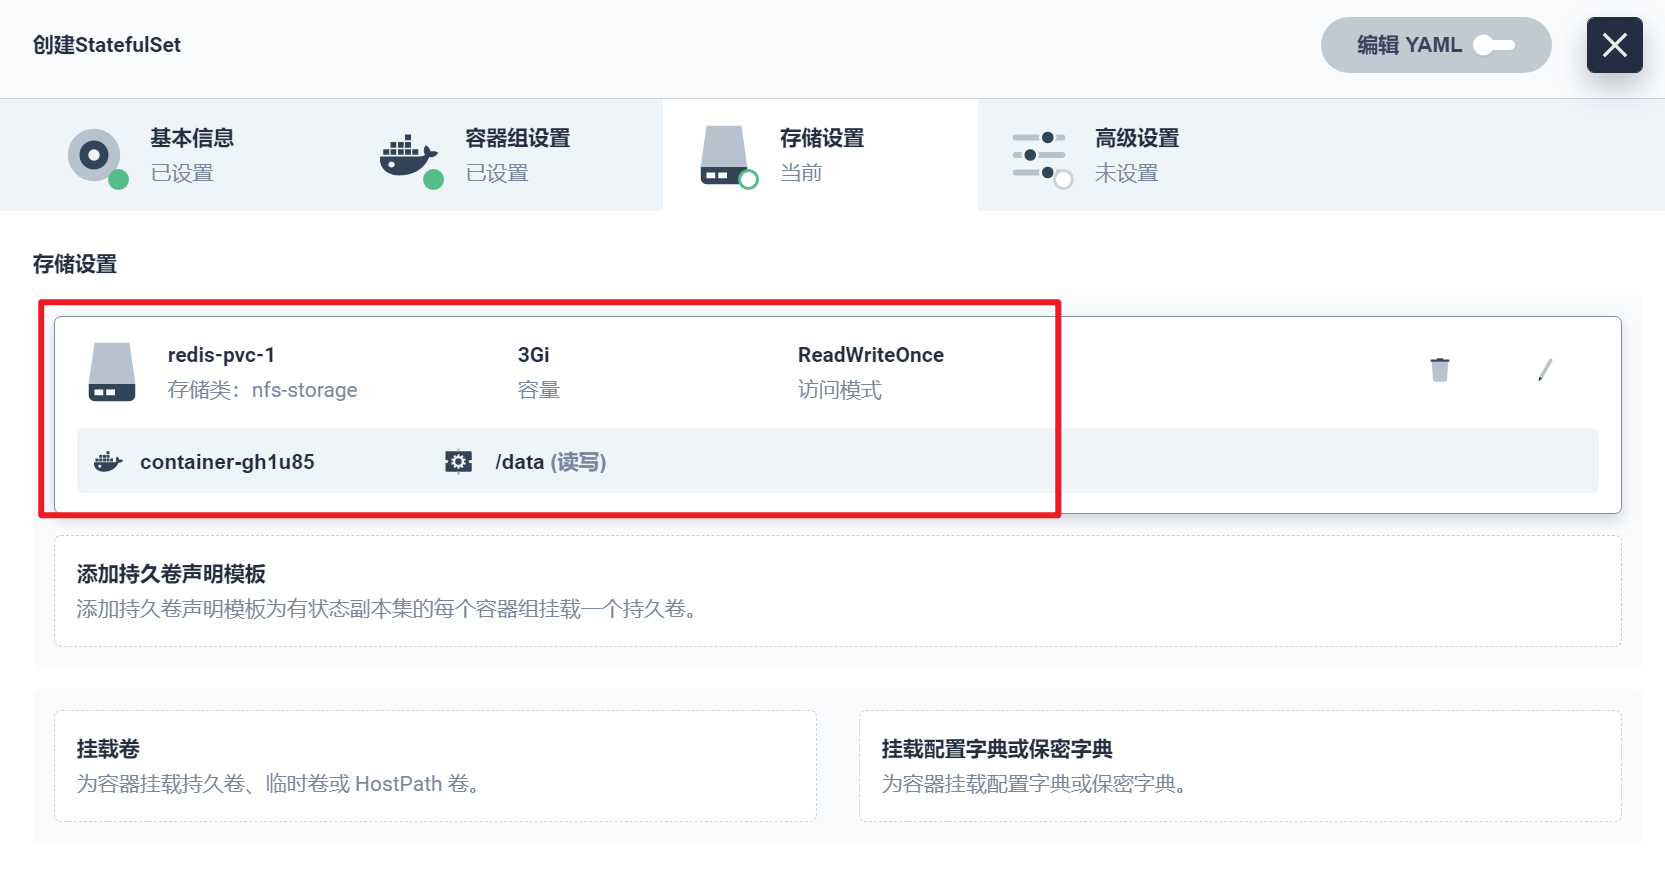 创建StatefulSet
编辑 YAML
基本信息
已设置
容器组设置
已设置
存储设置
当前
高级设置
未设置
存储设置
redis-pvc-1
存储类：nfs-storage
3Gi
容量
ReadWriteOnce
访问模式
container-gh1u85
/data (读写)
添加持久卷声明模板
添加持久卷声明模板为有状态副本集的每个容器组挂载一个持久卷。
挂载卷
为容器挂载持久卷、临时卷或 HostPath 卷。
挂载配置字典或保密字典
为容器挂载配置字典或保密字典。